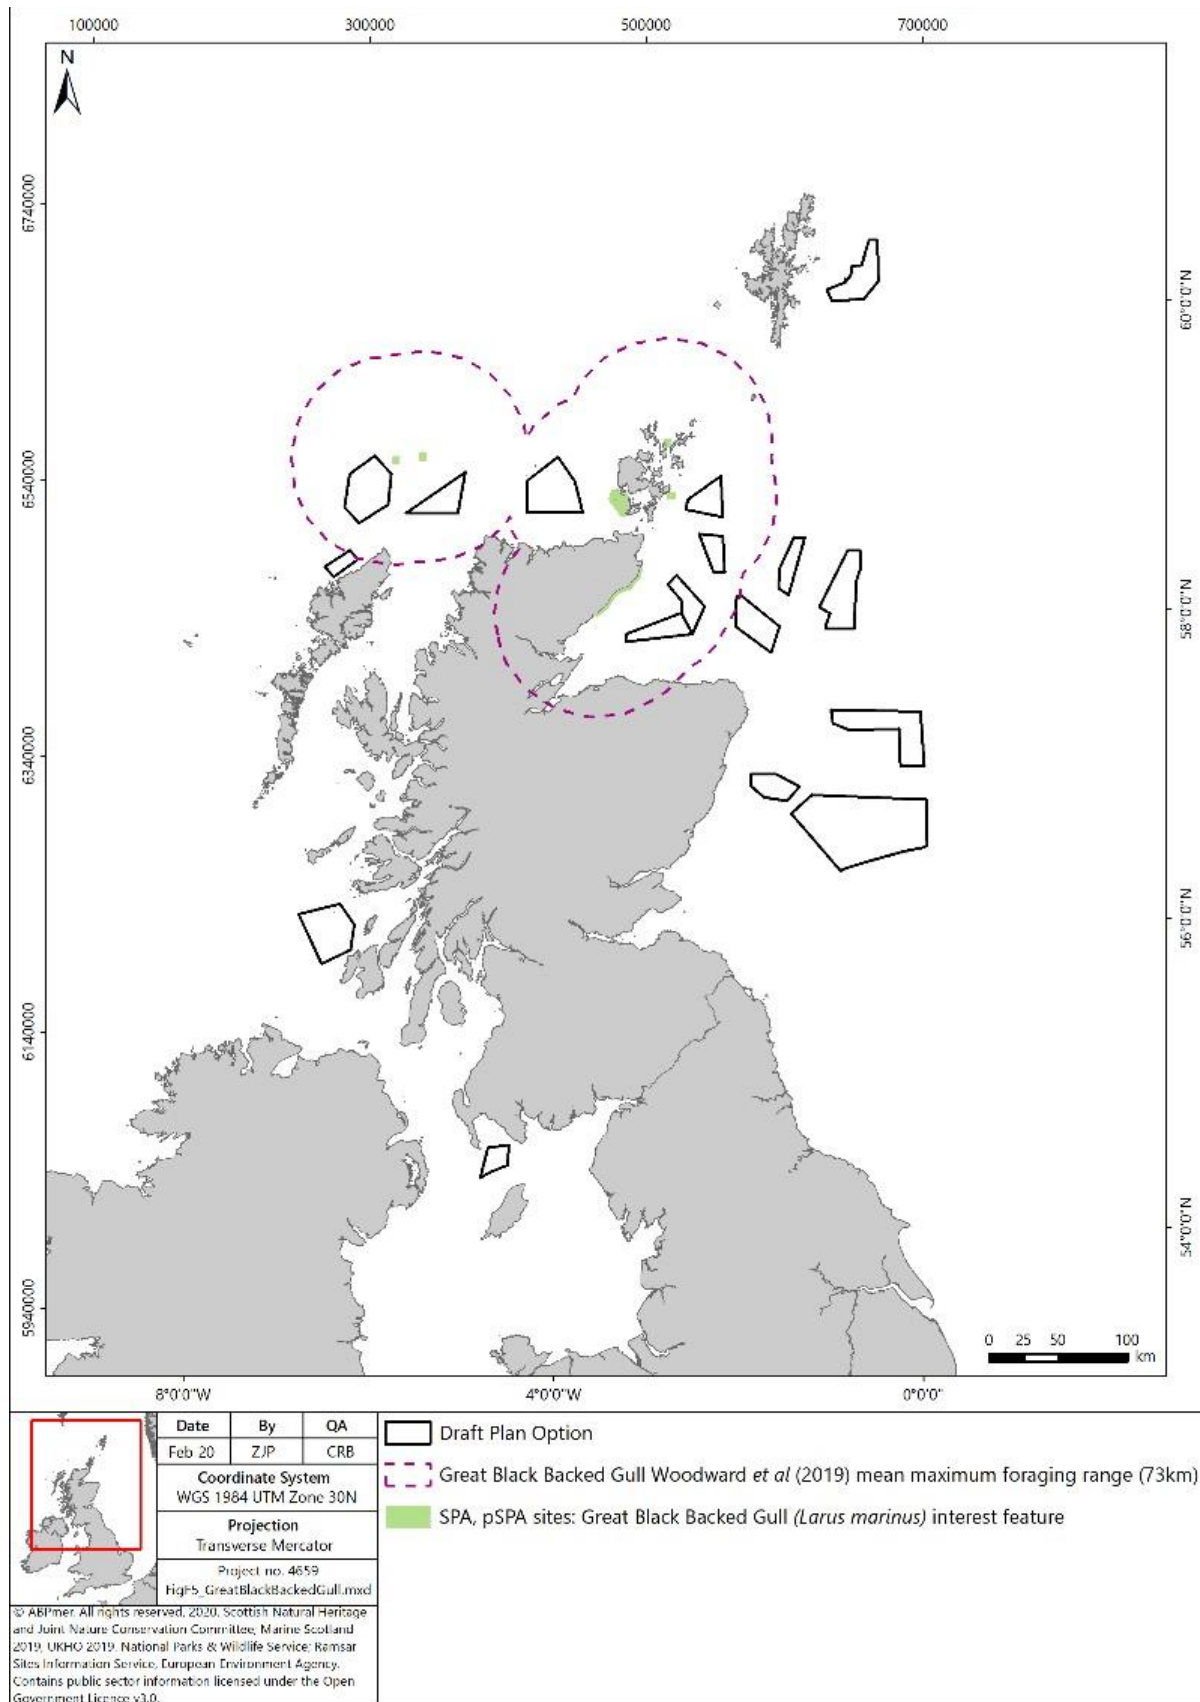 100000 300000 500000 700000
N
6740000
6540000
6340000
6140000
5940000
60°0'0"N
58°0'0"N
56°0'0"N
54°0'0"N
0 25 50 100
km
8°0'0"W 4°0'0"W 0°0'0"
Date By QA
Feb 20 ZJP CRB
Coordinate System
WGS 1984 UTM Zone 30N
Projection
Transverse Mercator
Project no. 4659
FigF5_GreatBlackBackedGull.mxd
© ABPmer. All rights reserved, 2020. Scottish Natural Heritage
and Joint Nature Conservation Committee; Marine Scotland
2019; UKHO 2019. National Parks & Wildlife Service; Ramsar
Sites Information Service, European Environment Agency.
Contains public sector information licensed under the Open
Government Licence v3.0.
Draft Plan Option
Great Black Backed Gull Woodward et al (2019) mean maximum foraging range (73km)
SPA, pSPA sites: Great Black Backed Gull (Larus marinus) interest feature